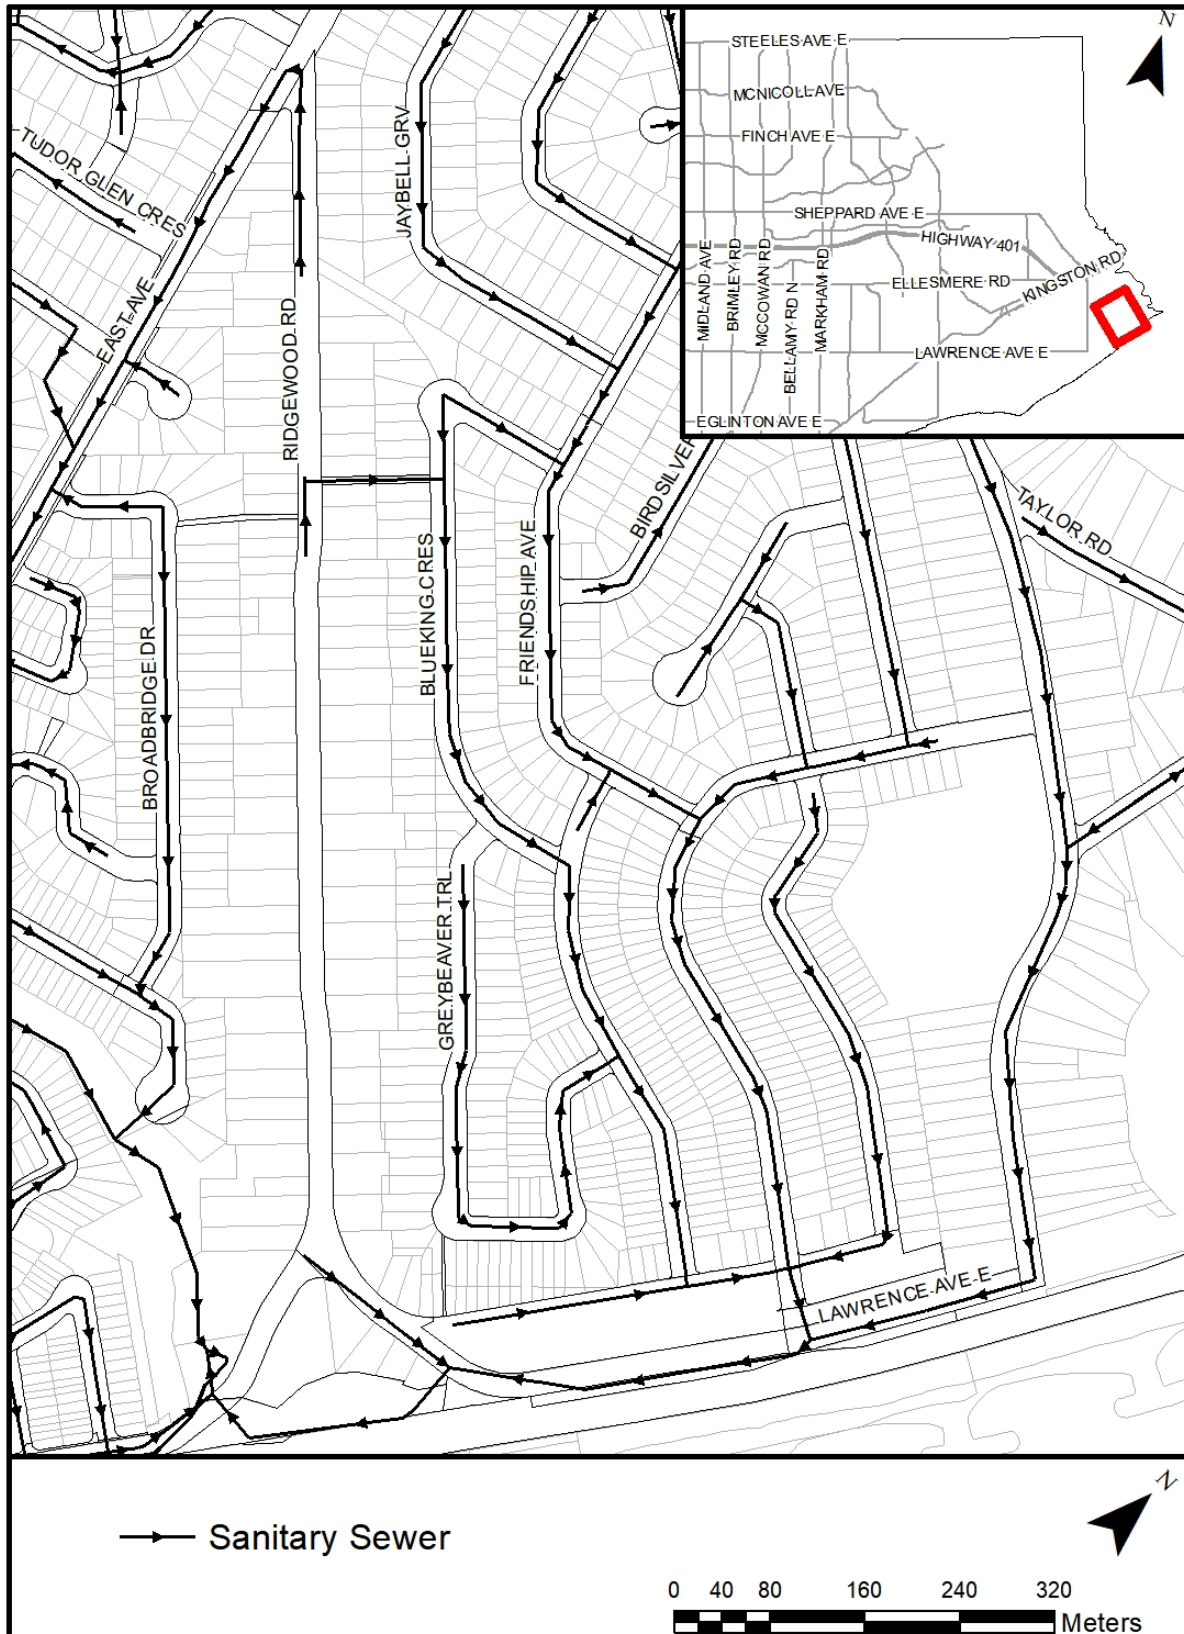 N
STEELES AVE E
MCNICOLL AVE
FINCH AVE E
SHEPPARD AVE E
HIGHWAY 401
KINGSTON RD
ELLESMERE RD
MIDLAND AVE
BRIMLEY RD
MCCOWAN RD
BELLAMY RD N
MARKHAM RD
LAWRENCE AVE E
EGLINTON AVE E
TUDOR GLEN CRES
JAYBELL GRV
EAST AVE
RIDGEWOOD RD
BIRDSILVER
TAYLOR RD
BLUEKING CRES
FRIENDSHIP AVE
BROADBRIDGE DR
GREYBEAVER TRL
LAWRENCE AVE E
N
Sanitary Sewer
0 40 80 160 240 320
Meters